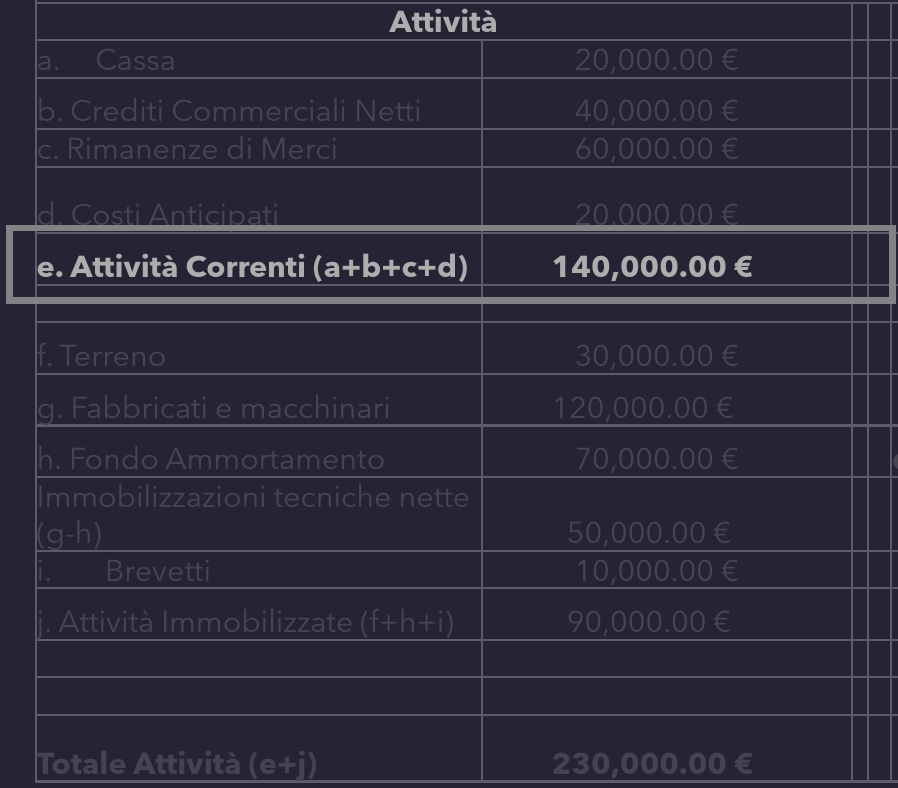 Attività
a. Cassa 20,000.00 €
b. Crediti Commerciali Netti 40,000.00 €
c. Rimanenze di Merci 60,000.00 €
d. Costi Anticipati 20,000.00 €
e. Attività Correnti (a+b+c+d) 140,000.00 €
f. Terreno 30,000.00 €
g. Fabbricati e macchinari 120,000.00 €
h. Fondo Ammortamento 70,000.00 €
Immobilizzazioni tecniche nette
(g-h) 50,000.00 €
i. Brevetti 10,000.00 €
j. Attività Immobilizzate (f+h+i) 90,000.00 €
Totale Attività (e+j) 230,000.00 €